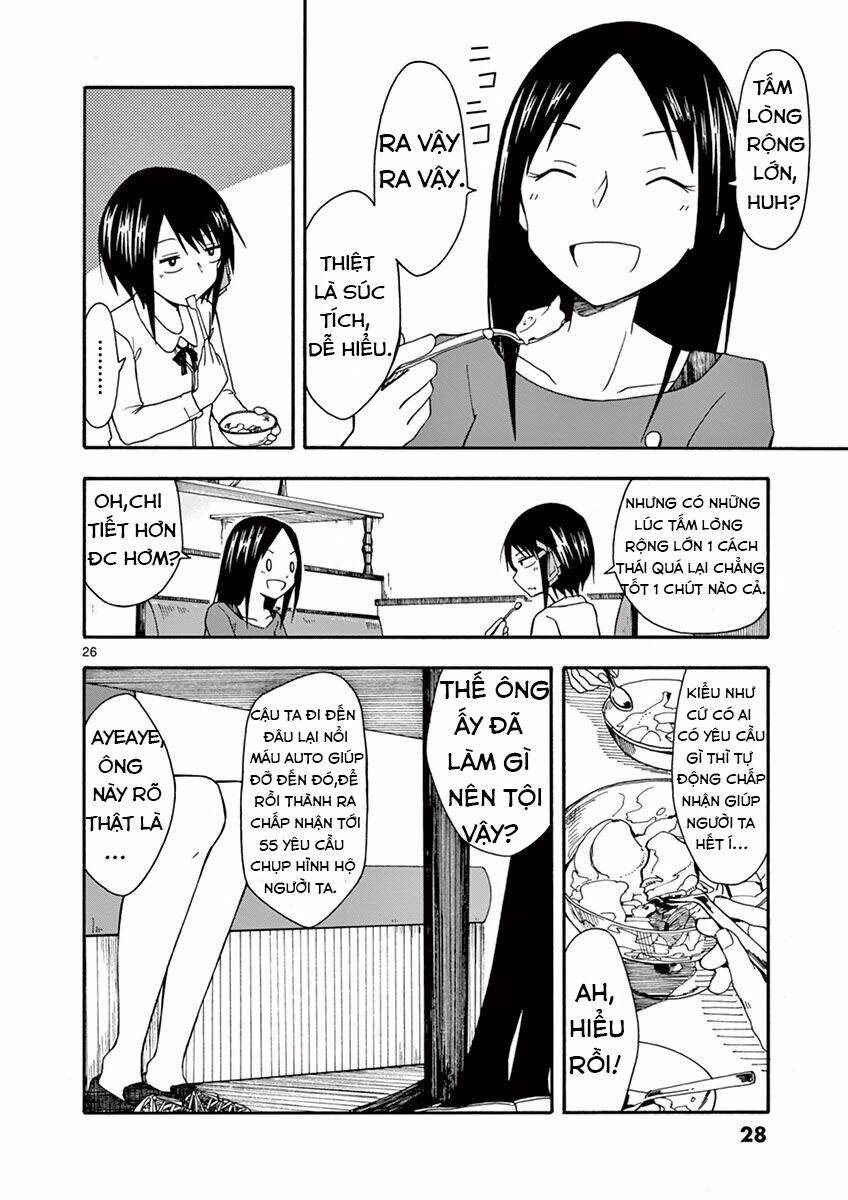 TẤM
LÒNG
RỘNG
LỚN,
HUH?
ニコ
ニコ
RA VẬY
RA VẬY.
THIỆT
LÀ SÚC
TÍCH,
DỄ HIỂU.
.........
NHƯNG CÓ NHỮNG
LÚC TẤM LÒNG
RỘNG LỚN 1 CÁCH
THÁI QUÁ LẠI CHẲNG
TỐT 1 CHÚT NÀO CẢ.
OH,CHI
TIẾT HƠN
ĐC HƠM?
26
KIỂU NHƯ
CỨ CÓ AI
CÓ YÊU CẦU
GÌ THÌ TỰ
ĐỘNG CHẤP
NHẬN GIÚP
NGƯỜI TA
HẾT Í...
AH,
HIỂU
RỒI!
THẾ ÔNG
ẤY ĐÃ
LÀM GÌ
NÊN TỘI
VẬY?
CẬU TA ĐI ĐẾN
ĐÂU LẠI NỔI
MÁU AUTO GIÚP
ĐỠ ĐẾN ĐÓ,ĐỂ
RỒI THÀNH RA
CHẤP NHẬN TỚI
55 YÊU CẦU
CHỤP HÌNH HỘ
NGƯỜI TA.
AYEAYE,
ÔNG
NÀY RÕ
THẬT LÀ
...
28